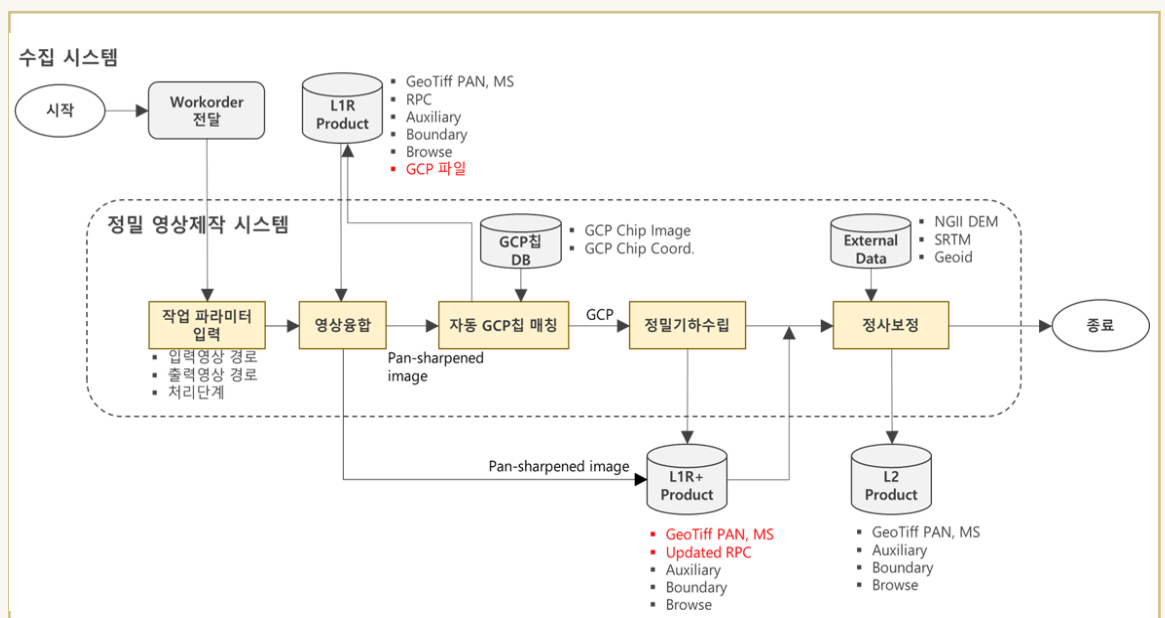 수집 시스템
시작
Workorder
전달
L1R
Product
▪ GeoTiff PAN, MS
▪ RPC
▪ Auxiliary
▪ Boundary
▪ Browse
▪ GCP 파일
정밀 영상제작 시스템
GCP칩
DB
▪ GCP Chip Image
▪ GCP Chip Coord.
External
Data
▪ NGII DEM
▪ SRTM
▪ Geoid
작업 파라미터
입력
▪ 입력영상 경로
▪ 출력영상 경로
▪ 처리단계
영상융합
Pan-sharpened
image
자동 GCP칩 매칭
GCP
정밀기하수립
정사보정
종료
Pan-sharpened image
L1R+
Product
▪ GeoTiff PAN, MS
▪ Updated RPC
▪ Auxiliary
▪ Boundary
▪ Browse
L2
Product
▪ GeoTiff PAN, MS
▪ Auxiliary
▪ Boundary
▪ Browse